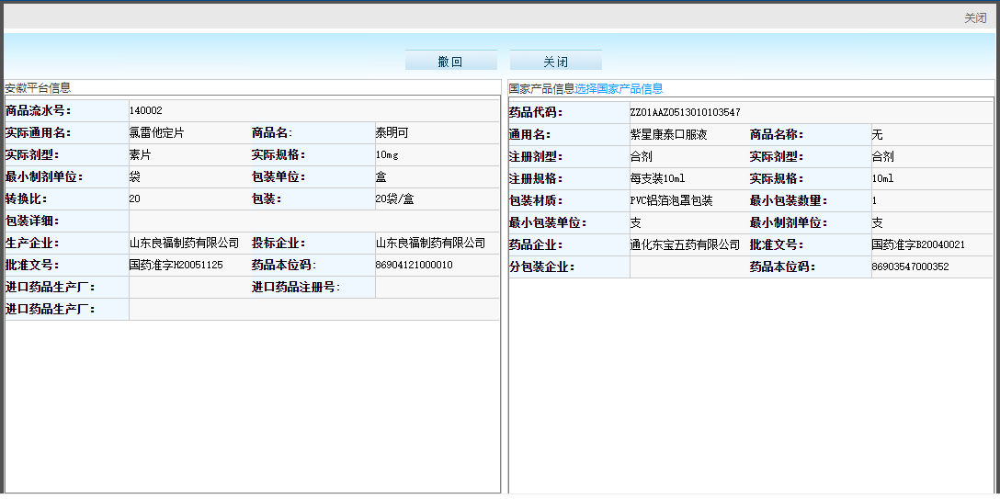 关闭
撤回 关闭
安徽平台信息
商品流水号： 140002
实际通用名： 氯雷他定片 商品名: 泰明可
实际剂型： 素片 实际规格： 10mg
最小制剂单位： 袋 包装单位： 盒
转换比： 20 包装： 20袋/盒
包装详细：
生产企业： 山东良福制药有限公司 投标企业： 山东良福制药有限公司
批准文号： 国药准字H20051125 药品本位码: 86904121000010
进口药品生产厂： 进口药品注册号:
进口药品生产厂：
国家产品信息选择国家产品信息
药品代码： ZZ01AAZ0513010103547
通用名： 紫星康泰口服液 商品名称： 无
注册剂型： 合剂 实际剂型： 合剂
注册规格： 每支装10ml 实际规格： 10ml
包装材质： PVC铝箔泡罩包装 最小包装数量： 1
最小包装单位： 支 最小制剂单位： 支
药品企业： 通化东宝五药有限公司 批准文号： 国药准字B20040021
分包装企业： 药品本位码： 86903547000352